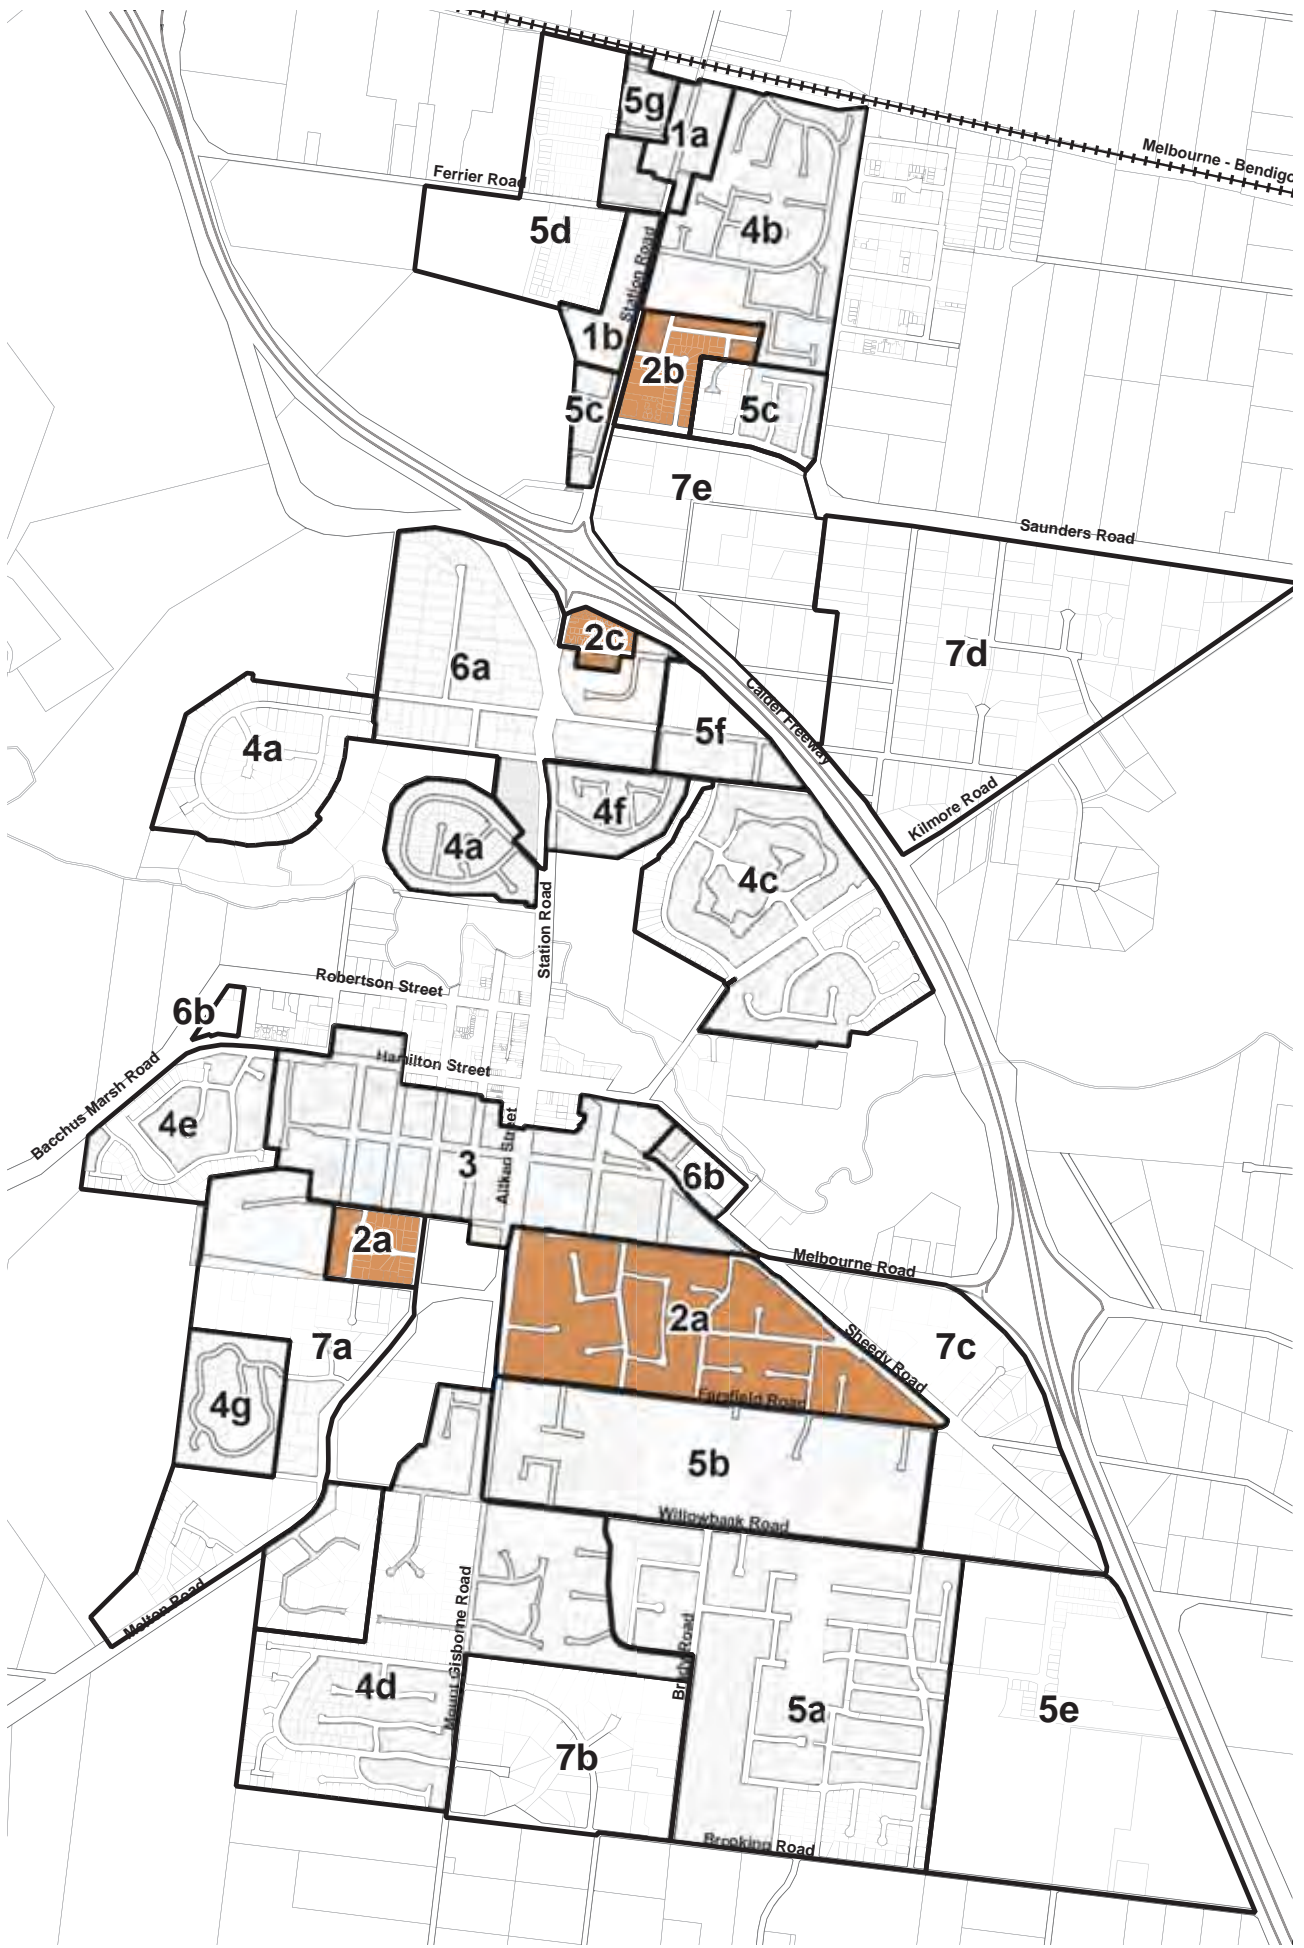 5g
1a
Melbourne - Bendigo
Ferrier Road
5d
4b
Station Road
1b
2b
5c
5c
7e
Saunders Road
2c
6a
7d
Calder Freeway
5f
4a
4f
Kilmore Road
4a
4c
Station Road
Robertson Street
6b
Hamilton Street
Bacchus Marsh Road
4e
3
Aitken Street
6b
2a
Melbourne Road
2a
7a
Sheedy Road
7c
Fersfield Road
4g
5b
Willowbank Road
Melton Road
Mount Gisborne Road
Brady Road
4d
5a
5e
7b
Brooking Road